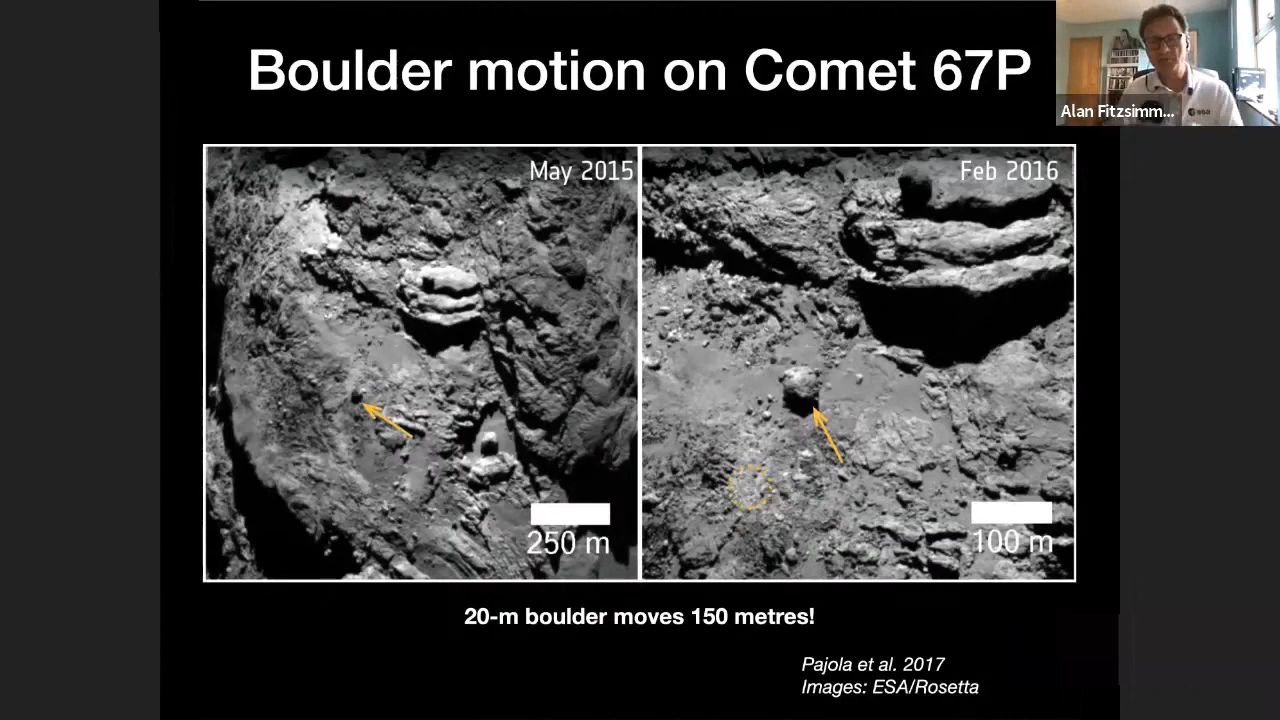 Boulder motion on Comet 67P
Alan Fitzsimm...
esa
May 2015
Feb 2016
250 m
100 m
20-m boulder moves 150 metres!
Pajola et al. 2017
Images: ESA/Rosetta